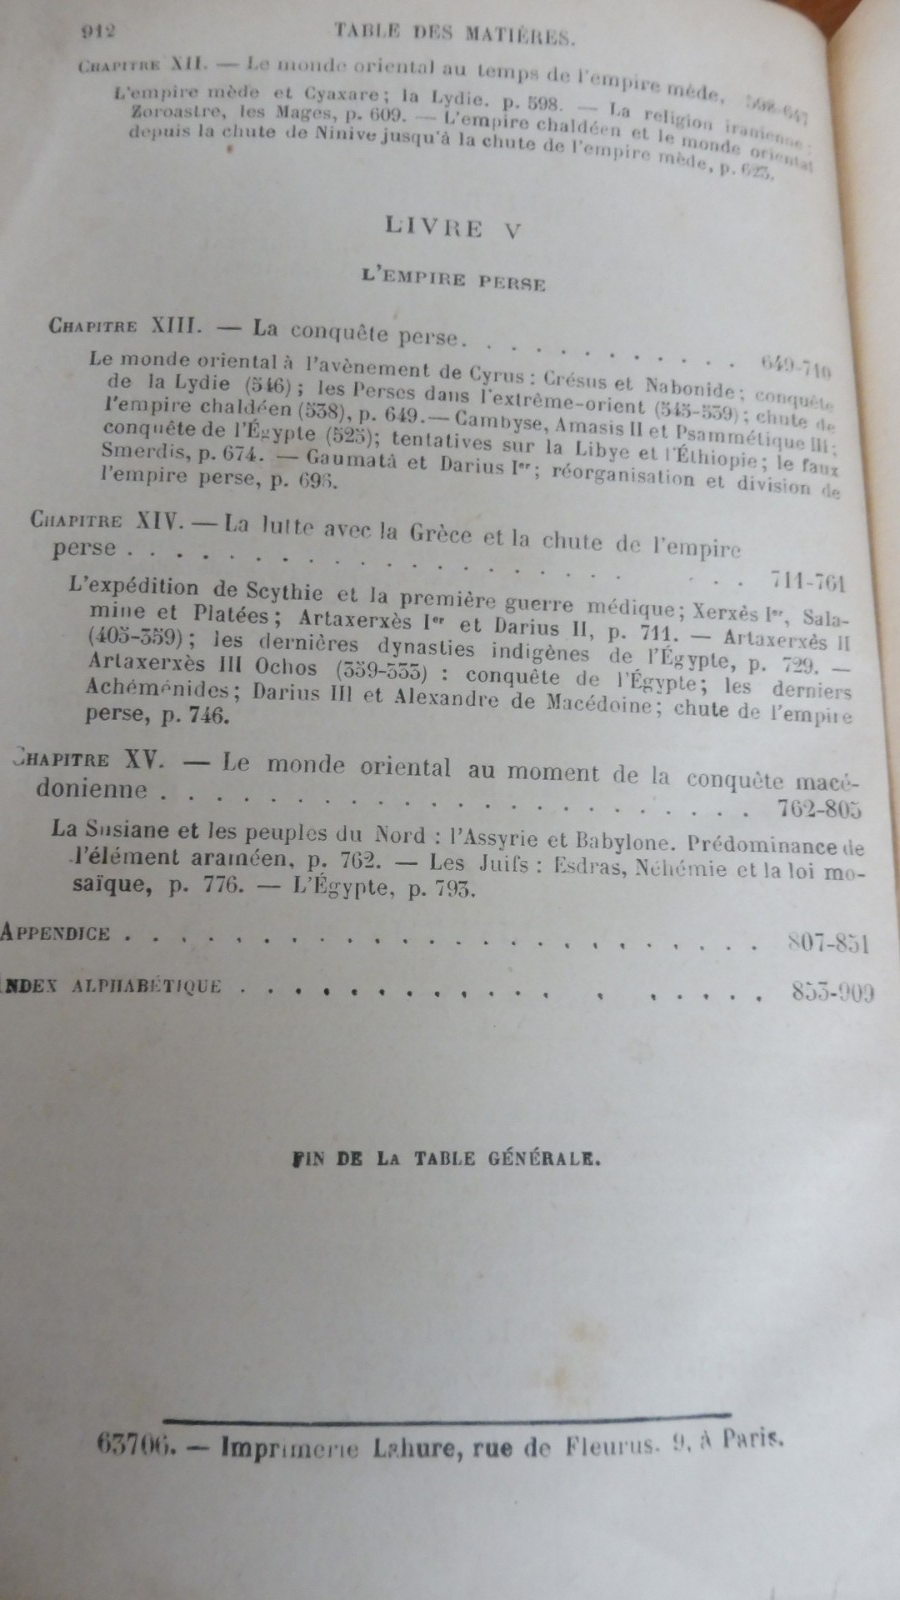 912 TABLE DES MATIÈRES.
CHAPITRE XII. — Le monde oriental au temps de l'empire mède. 598-647
L'empire mède et Cyaxare; la Lydie. p. 598. — La religion iranienne:
Zoroastre, les Mages, p. 609. — L'empire chaldéen et le monde oriental
depuis la chute de Ninive jusqu'à la chute de l'empire mède, p. 623.
LIVRE V
L'EMPIRE PERSE
CHAPITRE XIII. — La conquête perse. . . . . . . . . . . 649-710
Le monde oriental à l'avènement de Cyrus: Crésus et Nabonide; conquête
de la Lydie (546); les Perses dans l'extrême-orient (545-539); chute de
l'empire chaldéen (538), p. 649. — Cambyse, Amasis II et Psammétique III;
conquête de l'Égypte (525); tentatives sur la Libye et l'Éthiopie; le faux
Smerdis, p. 674. — Gaumatâ et Darius Ier; réorganisation et division de
l'empire perse, p. 693.
CHAPITRE XIV. — La lutte avec la Grèce et la chute de l'empire
perse . . . . . . . . . . . . . . . . . . . . 711-761
L'expédition de Scythie et la première guerre médique; Xerxès Ier, Sala-
mine et Platées; Artaxerxès Ier et Darius II, p. 711. — Artaxerxès II
(405-359); les dernières dynasties indigènes de l'Égypte, p. 729. —
Artaxerxès III Ochos (359-333) : conquête de l'Égypte; les derniers
Achéménides; Darius III et Alexandre de Macédoine; chute de l'empire
perse, p. 746.
CHAPITRE XV. — Le monde oriental au moment de la conquête macé-
donienne . . . . . . . . . . . . . . . . . . . . . 762-805
La Susiane et les peuples du Nord : l'Assyrie et Babylone. Prédominance de
l'élément araméen, p. 762. — Les Juifs : Esdras, Néhémie et la loi mo-
saïque, p. 776. — L'Égypte, p. 793.
APPENDICE . . . . . . . . . . . . . . . . . . . . . . . 807-851
INDEX ALPHABÉTIQUE . . . . . . . . . . . . . . . . . . 853-909
FIN DE LA TABLE GÉNÉRALE.
63706. — Imprimerie Lahure, rue de Fleurus. 9, à Paris.